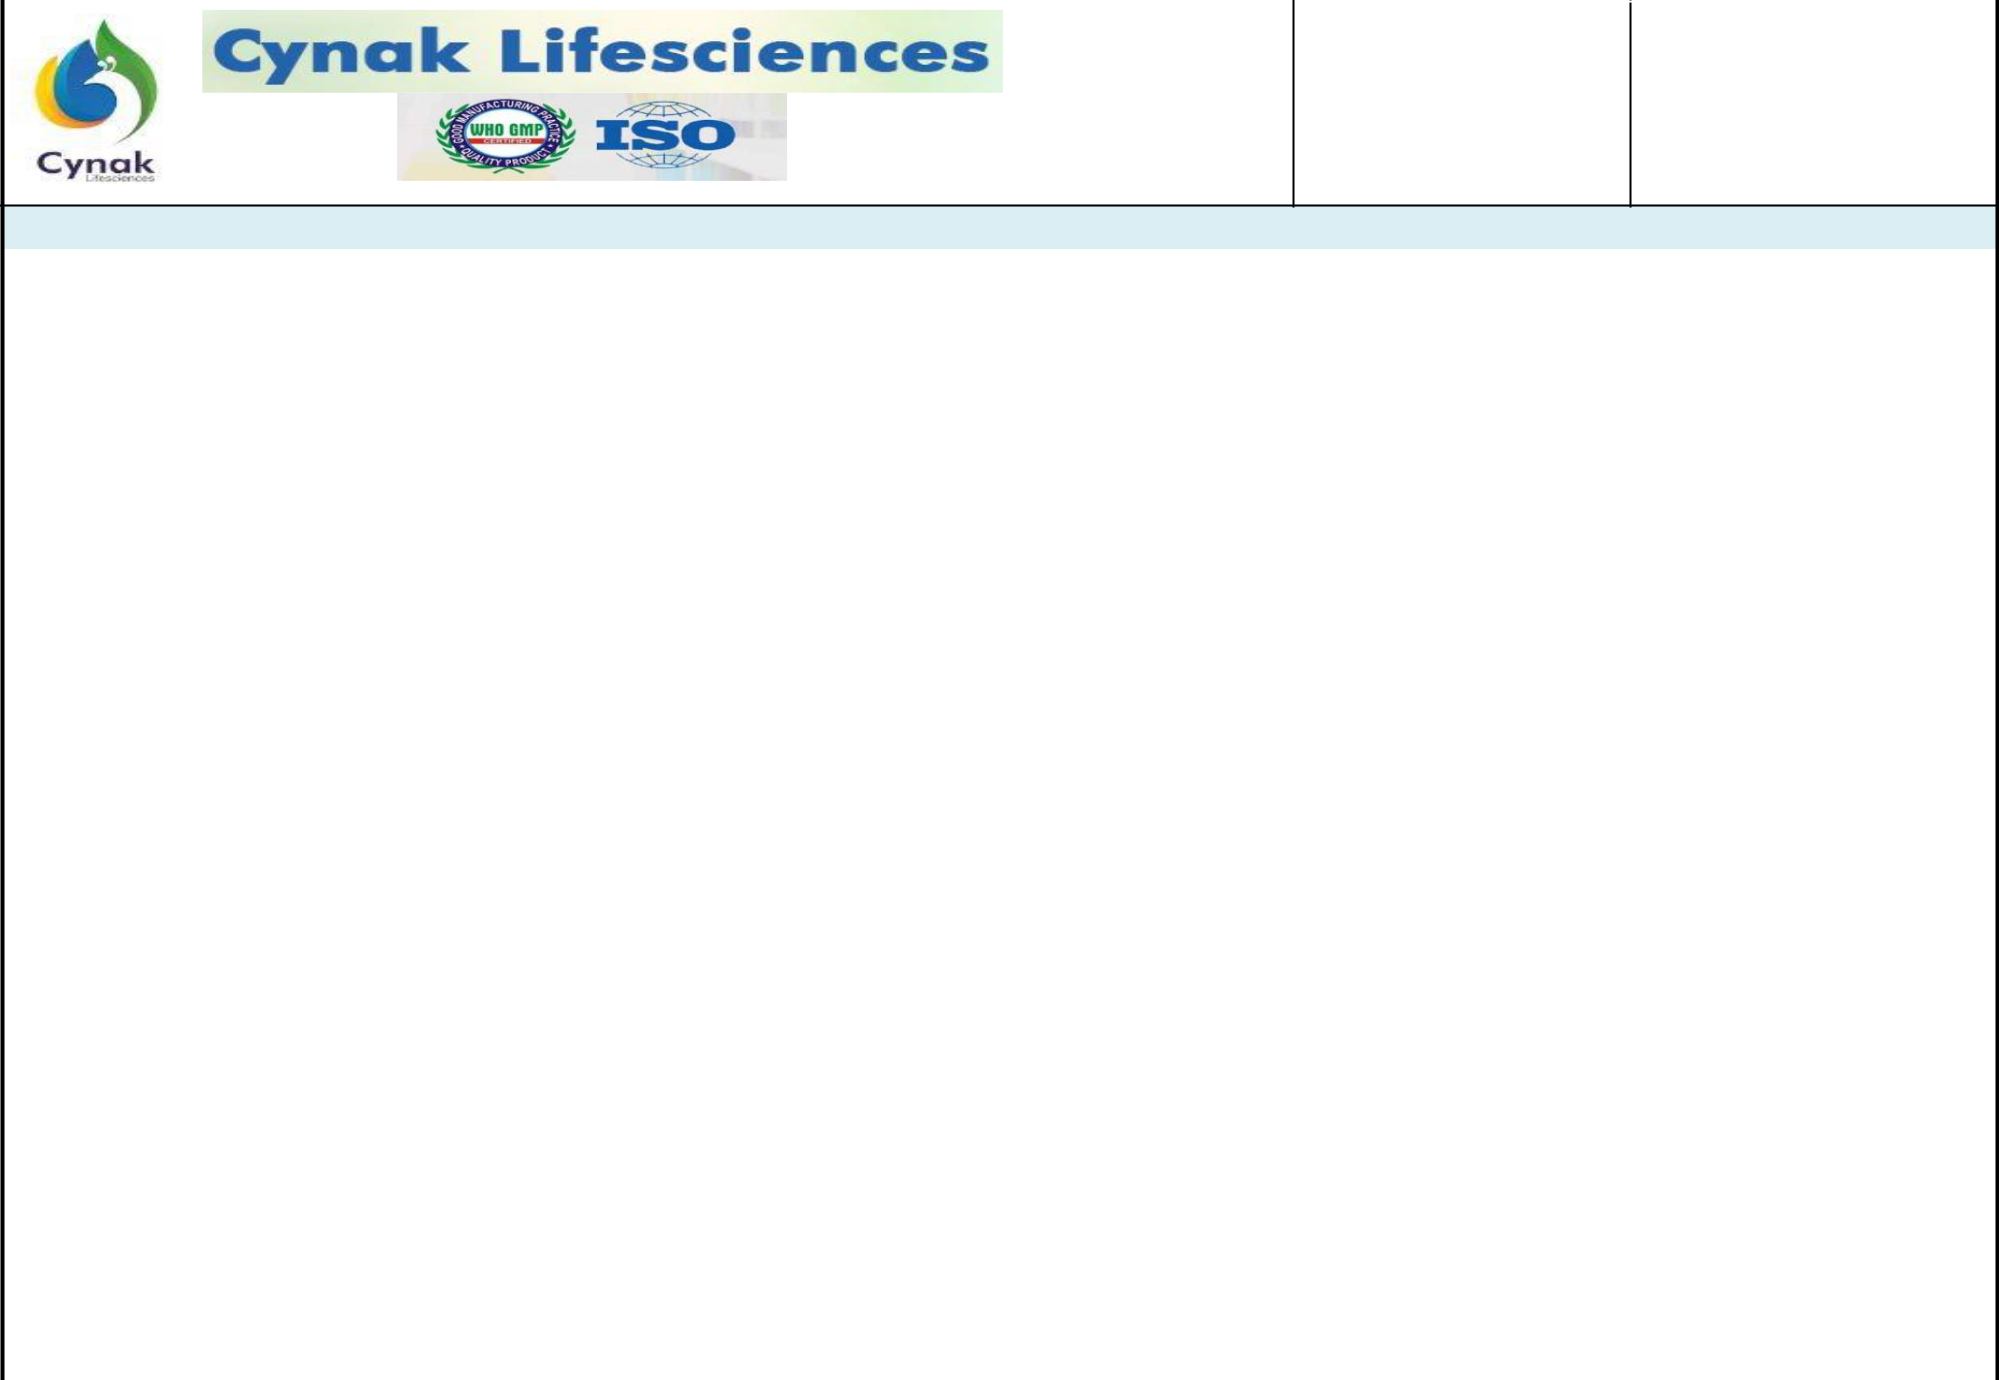 Cynak Lifesciences
GOOD MANUFACTURING PRACTICE
WHO GMP
CERTIFIED
QUALITY PRODUCT
ISO
Cynak
Lifesciences